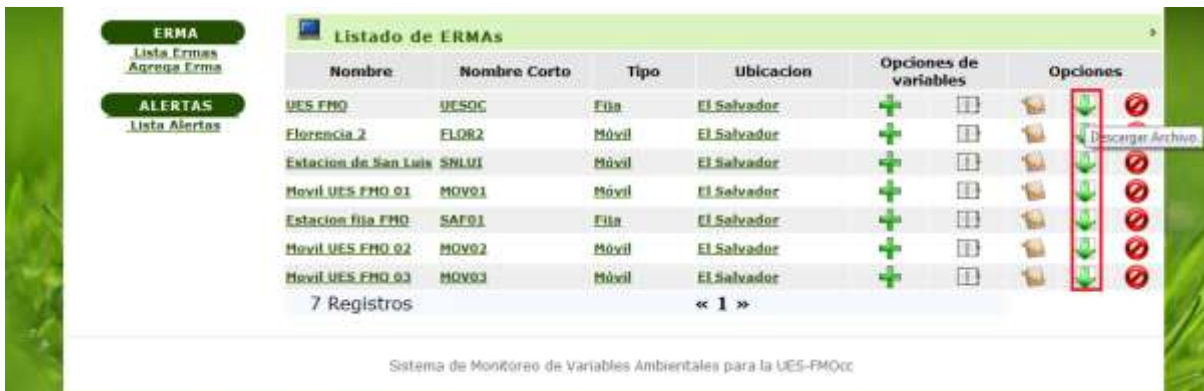 ERMA
Lista Ermas
Agrega Erma
ALERTAS
Lista Alertas
Listado de ERMAs
Nombre Nombre Corto Tipo Ubicacion Opciones de variables Opciones
UES FMO UESOC Fija El Salvador
Descargar Archivo.
Florencia 2 FLOR2 Móvil El Salvador
Estacion de San Luis SNLUI Móvil El Salvador
Movil UES FMO 01 MOV01 Móvil El Salvador
Estacion fija FMO SAF01 Fija El Salvador
Movil UES FMO 02 MOV02 Móvil El Salvador
Movil UES FMO 03 MOV03 Móvil El Salvador
7 Registros « 1 »
Sistema de Monitoreo de Variables Ambientales para la UES-FMOcc